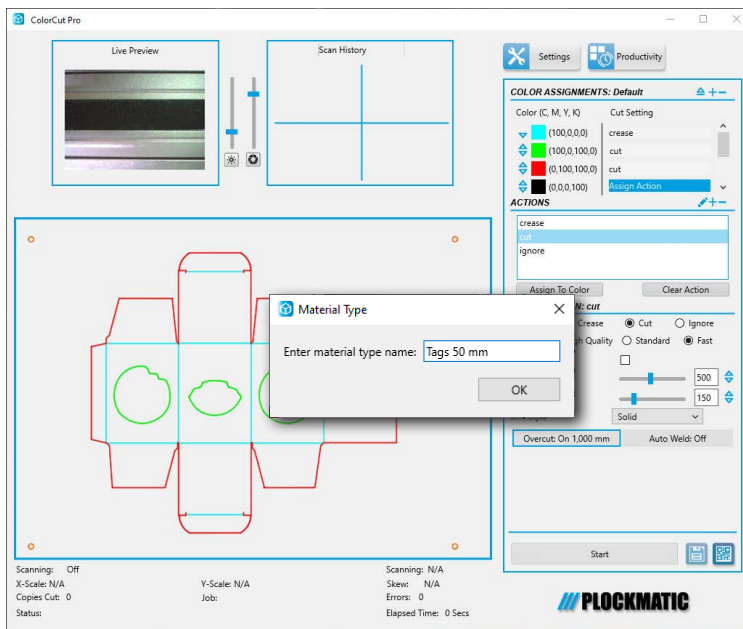 ColorCut Pro
Live Preview
Scan History
Settings
Productivity
COLOR ASSIGNMENTS: Default
Color (C, M, Y, K) Cut Setting
(100,0,0,0) crease
(100,0,100,0) cut
(0,100,100,0) cut
(0,0,0,100) Assign Action
ACTIONS
crease
cut
ignore
Assign To Color Clear Action
N: cut
Crease Cut Ignore
Quality Standard Fast
500
150
Solid
Overcut: On 1,000 mm Auto Weld: Off
Material Type
Enter material type name: Tags 50 mm
OK
Start
Scanning: Off
X-Scale: N/A Y-Scale: N/A
Copies Cut: 0 Job:
Status:
Scanning: N/A
Skew: N/A
Errors: 0
Elapsed Time: 0 Secs
PLOCKMATIC